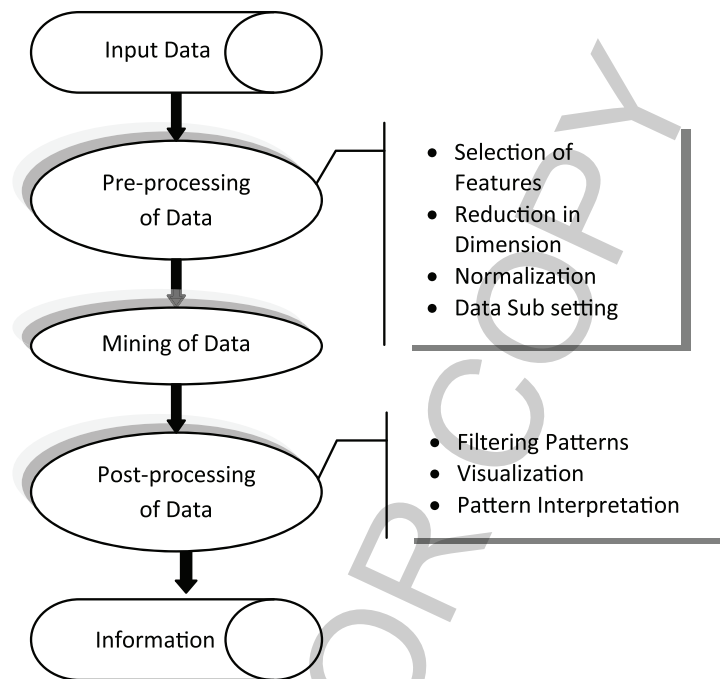 Input Data
Pre-processing
of Data
• Selection of
Features
• Reduction in
Dimension
• Normalization
• Data Sub setting
Mining of Data
Post-processing
of Data
• Filtering Patterns
• Visualization
• Pattern Interpretation
Information
OR COPY